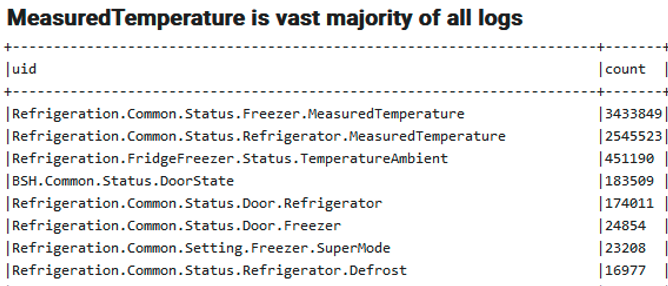 MeasuredTemperature is vast majority of all logs
+-----------------------------------------------------------------------+-------+
|uid |count |
+-----------------------------------------------------------------------+-------+
|Refrigeration.Common.Status.Freezer.MeasuredTemperature |3433849|
|Refrigeration.Common.Status.Refrigerator.MeasuredTemperature |2545523|
|Refrigeration.FridgeFreezer.Status.TemperatureAmbient |451190 |
|BSH.Common.Status.DoorState |183509 |
|Refrigeration.Common.Status.Door.Refrigerator |174011 |
|Refrigeration.Common.Status.Door.Freezer |24854 |
|Refrigeration.Common.Setting.Freezer.SuperMode |23208 |
|Refrigeration.Common.Status.Refrigerator.Defrost |16977 |